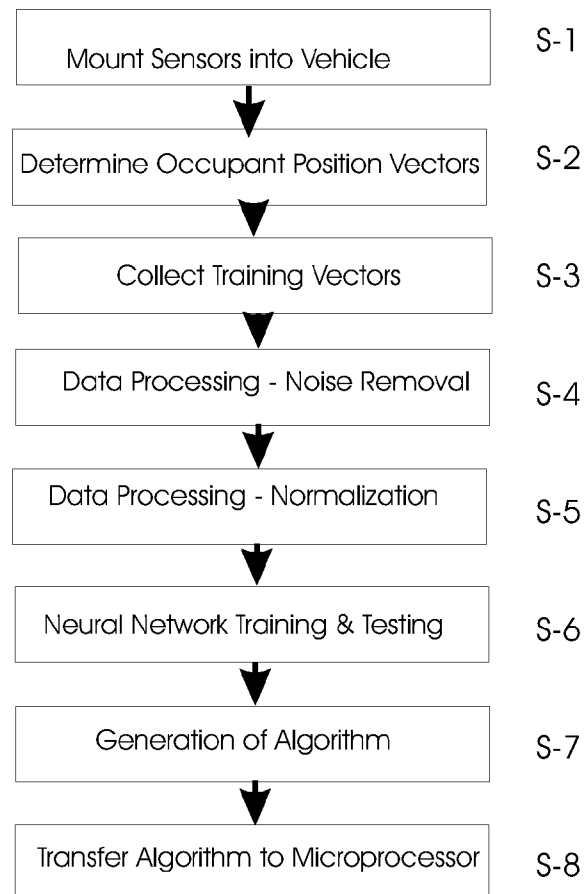 Mount Sensors into Vehicle S-1
Determine Occupant Position Vectors S-2
Collect Training Vectors S-3
Data Processing - Noise Removal S-4
Data Processing - Normalization S-5
Neural Network Training & Testing S-6
Generation of Algorithm S-7
Transfer Algorithm to Microprocessor S-8